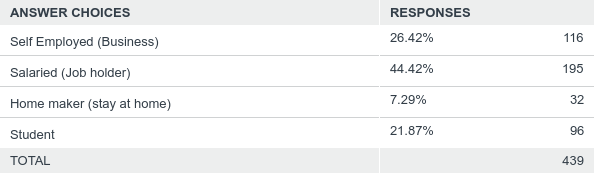 ANSWER CHOICES RESPONSES
Self Employed (Business) 26.42% 116
Salaried (Job holder) 44.42% 195
Home maker (stay at home) 7.29% 32
Student 21.87% 96
TOTAL 439